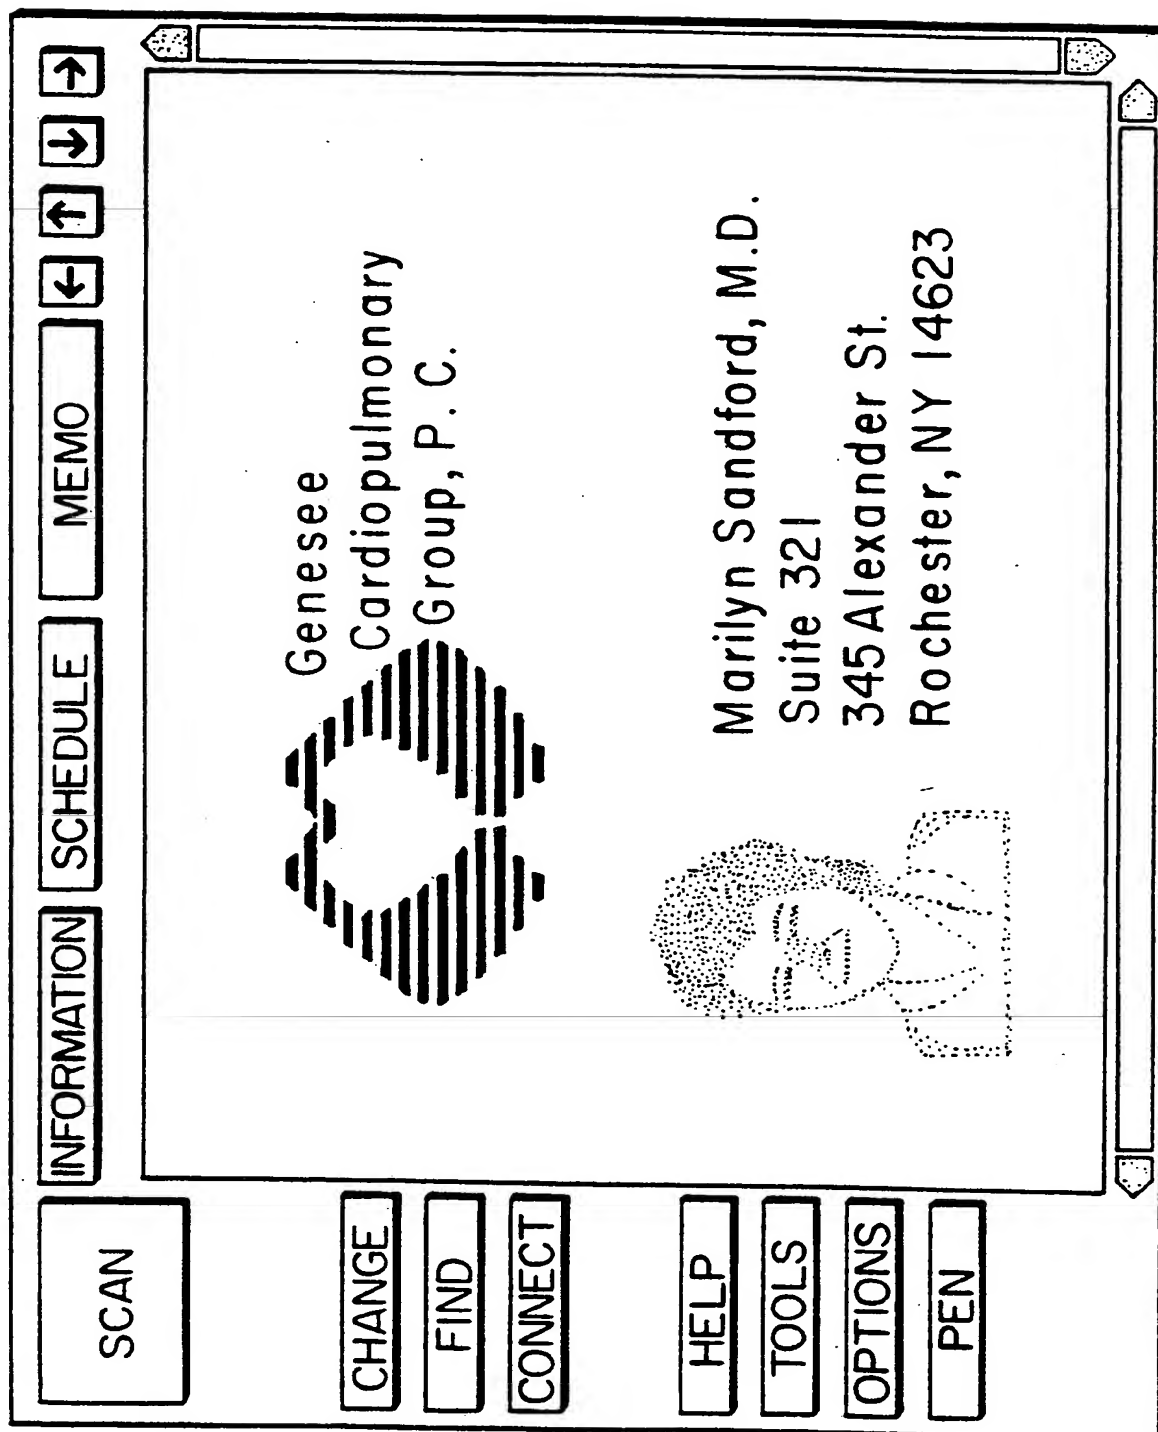 SCAN
INFORMATION
SCHEDULE
MEMO
CHANGE
FIND
CONNECT
HELP
TOOLS
OPTIONS
PEN
Genesee
Cardiopulmonary
Group, P. C.
Marilyn Sandford, M.D.
Suite 321
345 Alexander St.
Rochester, NY 14623